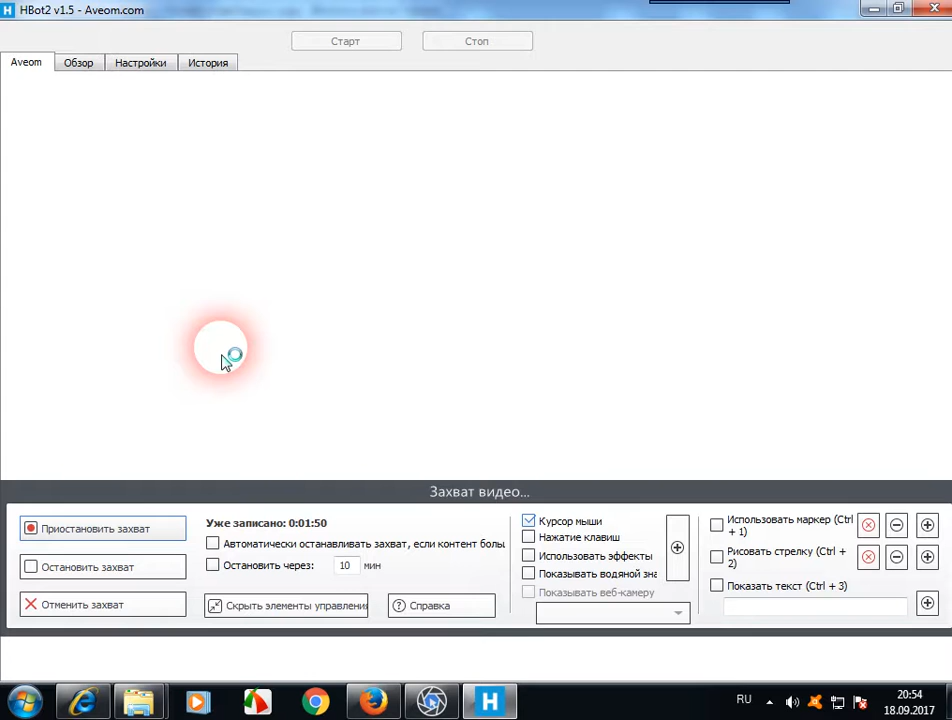 HBot2 v1.5 - Aveom.com
Старт
Стоп
Aveom
Обзор
Настройки
История
Захват видео...
Приостановить захват
Остановить захват
Отменить захват
Уже записано: 0:01:50
Автоматически останавливать захват, если контент боль
Остановить через:
10
мин
Скрыть элементы управлени
Справка
Курсор мыши
Нажатие клавиш
Использовать эффекты
Показывать водяной зна
Показывать веб-камеру
Использовать маркер (Ctrl
+ 1)
Рисовать стрелку (Ctrl +
2)
Показать текст (Ctrl + 3)
RU
20:54
18.09.2017